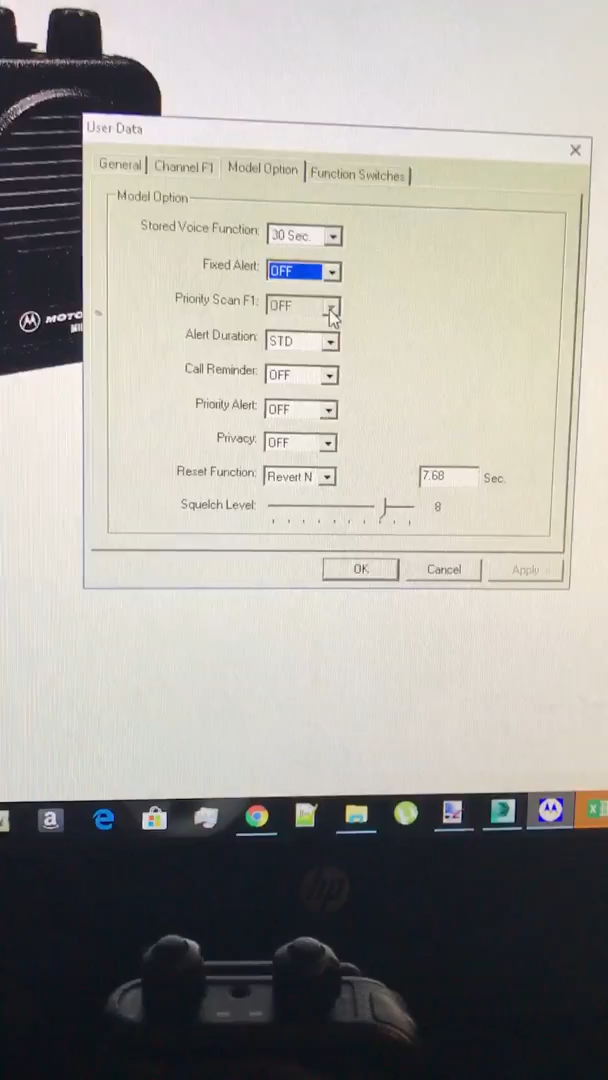 User Data
General
Channel F1
Model Option
Function Switches
Model Option
Stored Voice Function: 30 Sec.
Fixed Alert: OFF
Priority Scan F1: OFF
MOTO
Alert Duration: STD
Call Reminder: OFF
Priority Alert: OFF
Privacy: OFF
Reset Function: Revert N 7.68 Sec.
Squelch Level: 8
OK
Cancel
Apply
a
hp